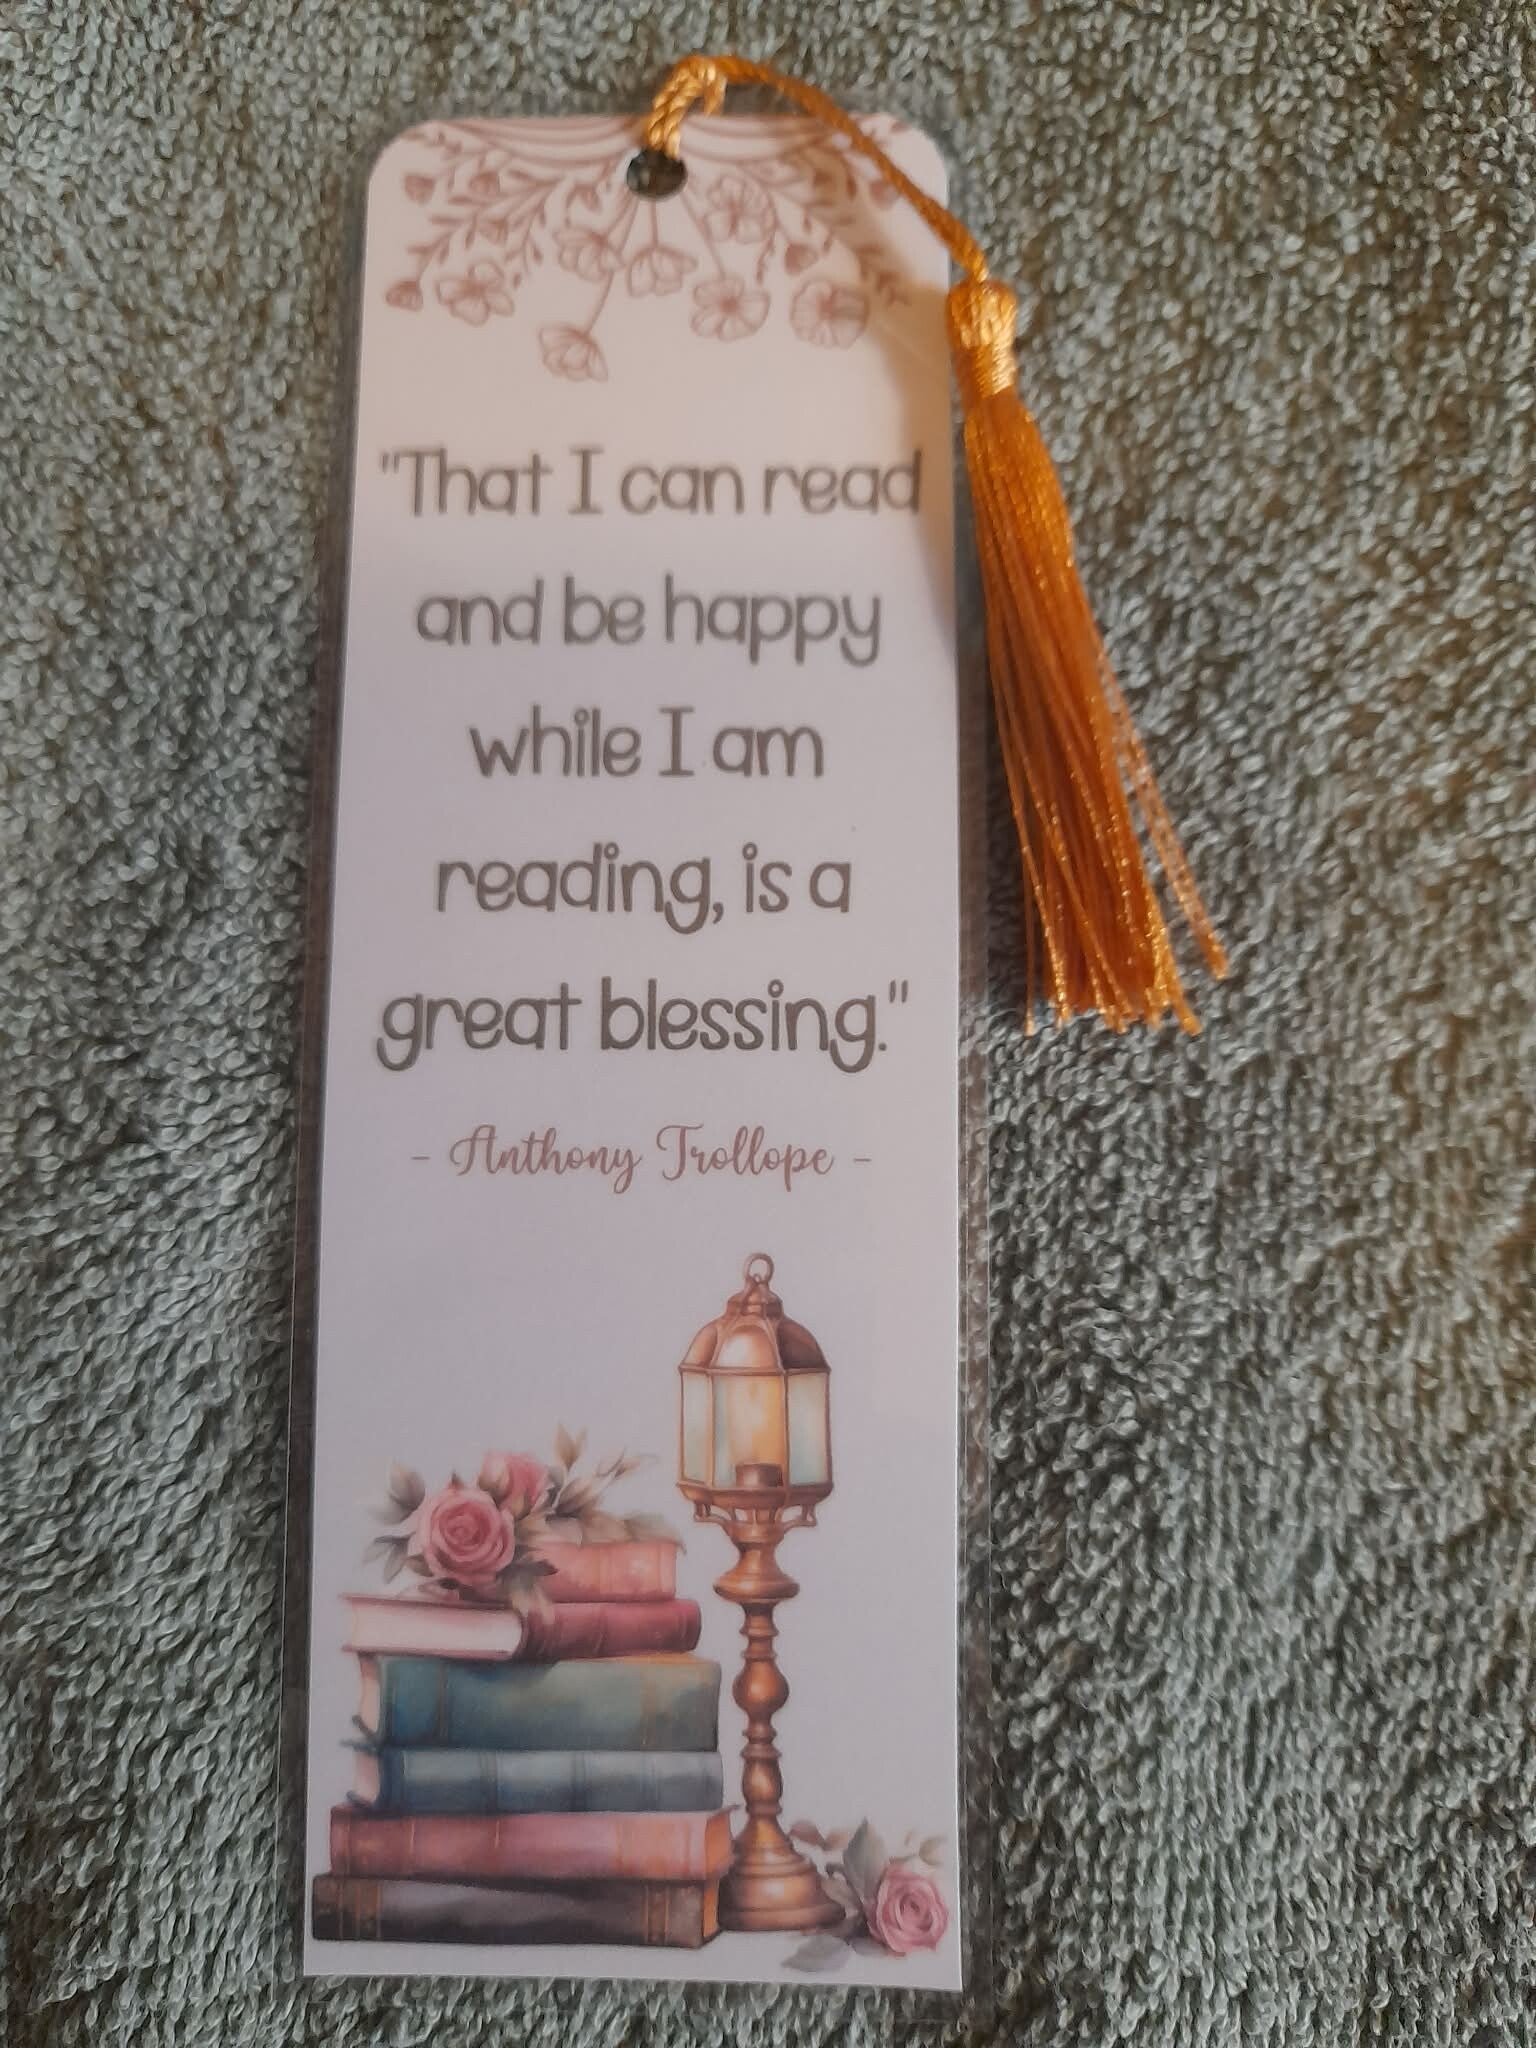 "That I can read
and be happy
while I am
reading, is a
great blessing."
- Anthony Trollope -